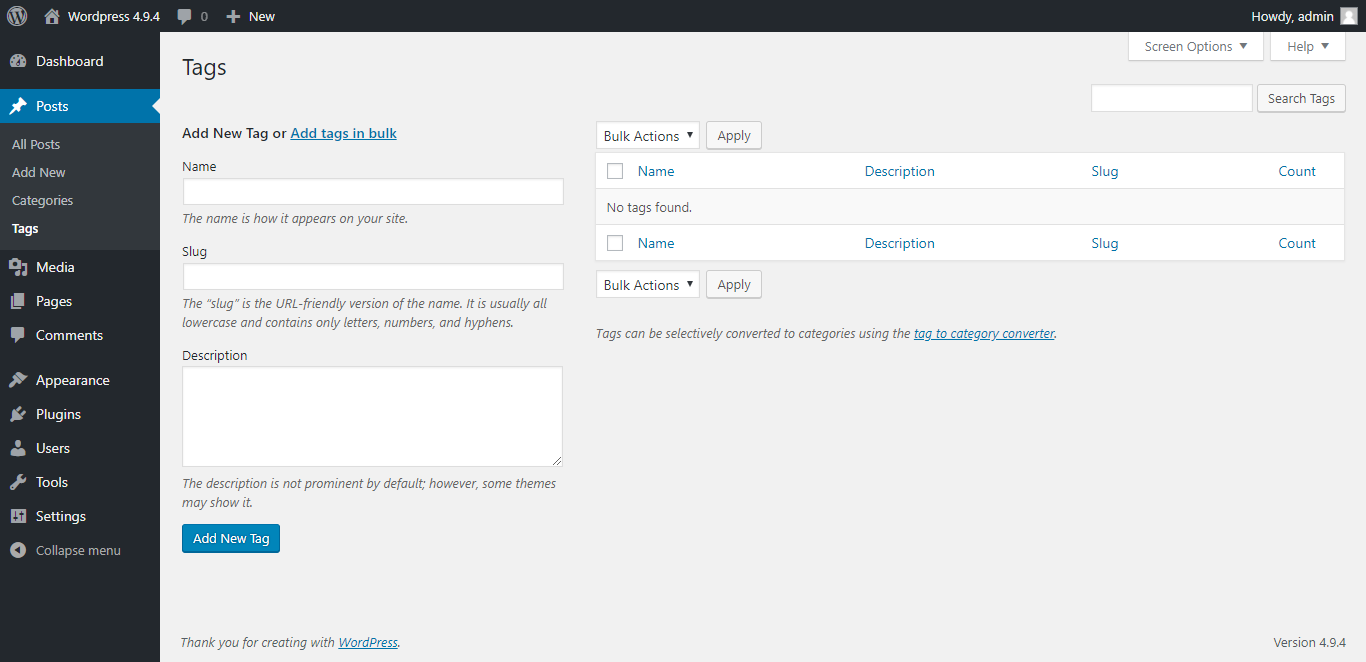 Wordpress 4.9.4 0 New Howdy, admin
Dashboard
Posts
All Posts
Add New
Categories
Tags
Media
Pages
Comments
Appearance
Plugins
Users
Tools
Settings
Collapse menu
Screen Options ▼ Help ▼
Tags
Search Tags
Add New Tag or Add tags in bulk
Name
The name is how it appears on your site.
Slug
The “slug” is the URL-friendly version of the name. It is usually all
lowercase and contains only letters, numbers, and hyphens.
Description
The description is not prominent by default; however, some themes
may show it.
Add New Tag
Bulk Actions ▼ Apply
Name Description Slug Count
No tags found.
Name Description Slug Count
Bulk Actions ▼ Apply
Tags can be selectively converted to categories using the tag to category converter.
Thank you for creating with WordPress. Version 4.9.4